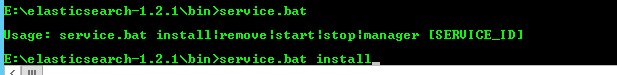 E:\elasticsearch-1.2.1\bin>service.bat
Usage: service.bat install|remove|start|stop|manager [SERVICE_ID]
E:\elasticsearch-1.2.1\bin>service.bat install_